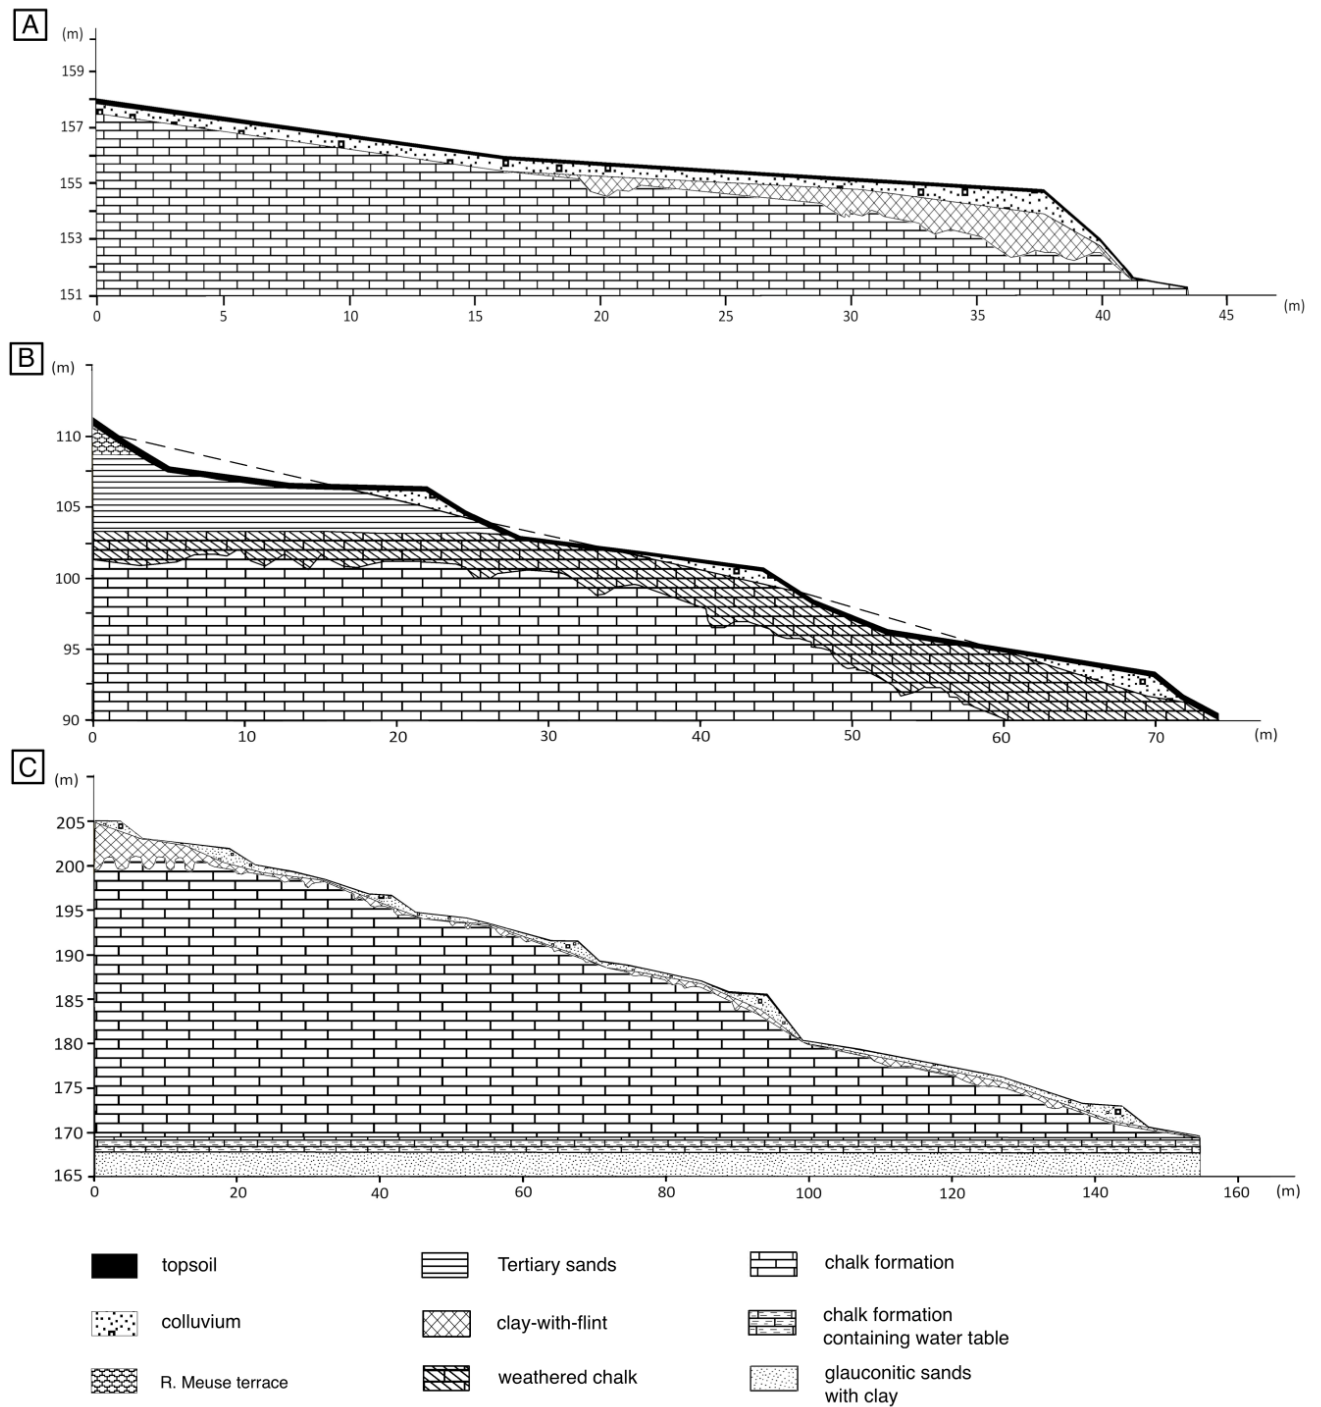 A
(m)
159
157
155
153
151
0 5 10 15 20 25 30 35 40 45 (m)
B
(m)
110
105
100
95
90
0 10 20 30 40 50 60 70 (m)
C
(m)
205
200
195
190
185
180
175
170
165
0 20 40 60 80 100 120 140 160 (m)
topsoil
Tertiary sands
chalk formation
colluvium
clay-with-flint
chalk formation
containing water table
R. Meuse terrace
weathered chalk
glauconitic sands
with clay